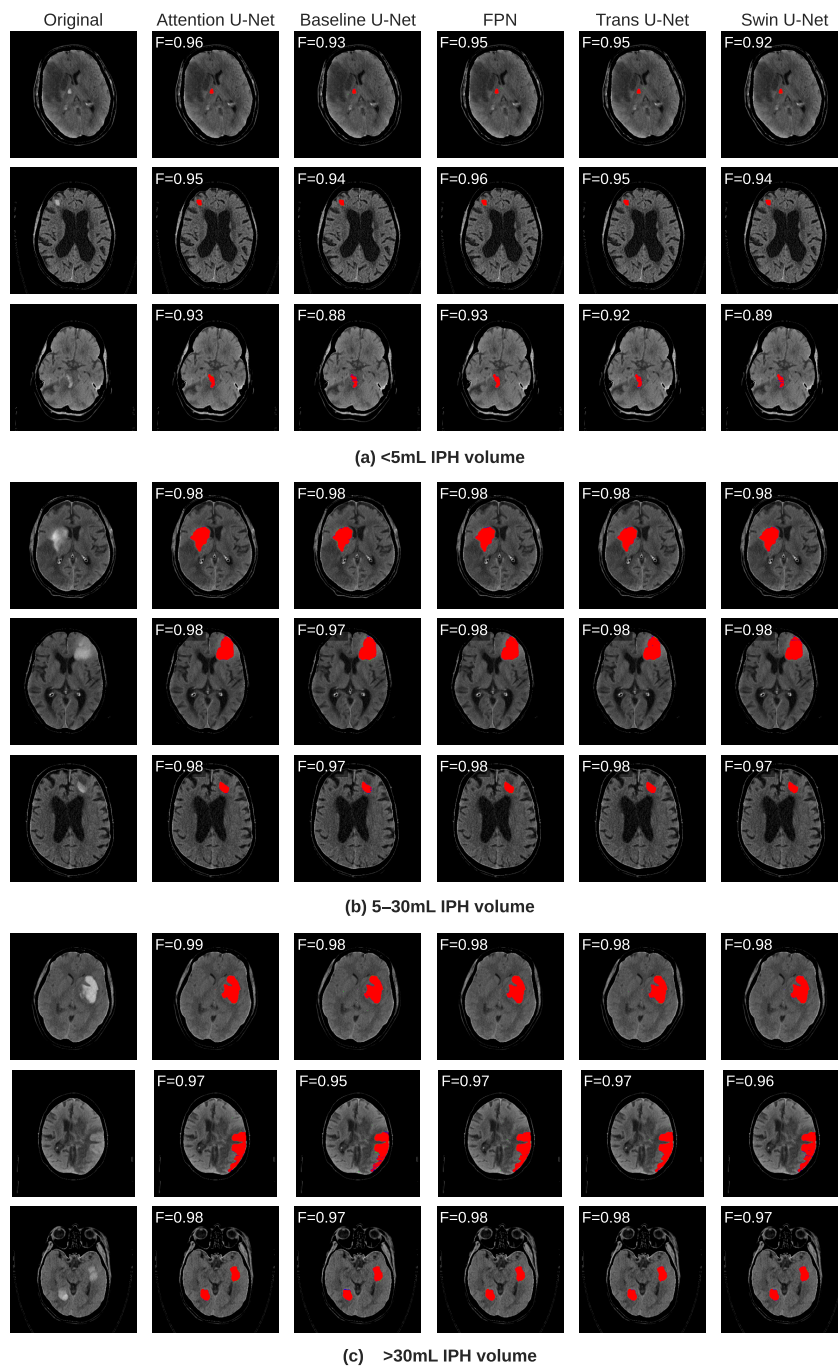 Original Attention U-Net Baseline U-Net FPN Trans U-Net Swin U-Net
F=0.96 F=0.93 F=0.95 F=0.95 F=0.92
F=0.95 F=0.94 F=0.96 F=0.95 F=0.94
F=0.93 F=0.88 F=0.93 F=0.92 F=0.89
(a) <5mL IPH volume
F=0.98 F=0.98 F=0.98 F=0.98 F=0.98
F=0.98 F=0.97 F=0.98 F=0.98 F=0.98
F=0.98 F=0.97 F=0.98 F=0.98 F=0.97
(b) 5–30mL IPH volume
F=0.99 F=0.98 F=0.98 F=0.98 F=0.98
F=0.97 F=0.95 F=0.97 F=0.97 F=0.96
F=0.98 F=0.97 F=0.98 F=0.98 F=0.97
(c) >30mL IPH volume